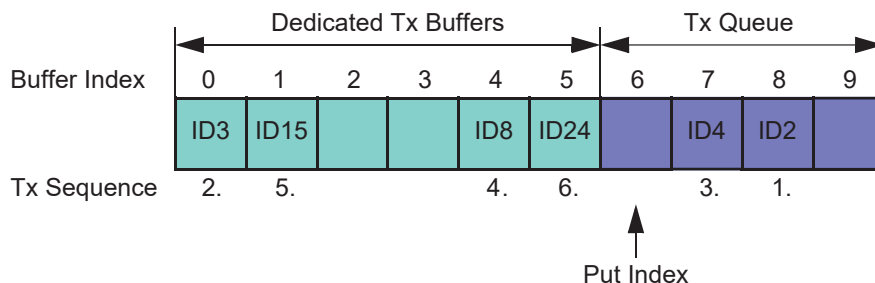 Dedicated Tx Buffers Tx Queue
Buffer Index 0 1 2 3 4 5 6 7 8 9
ID3 ID15 ID8 ID24 ID4 ID2
Tx Sequence 2. 5. 4. 6. 3. 1.
Put Index